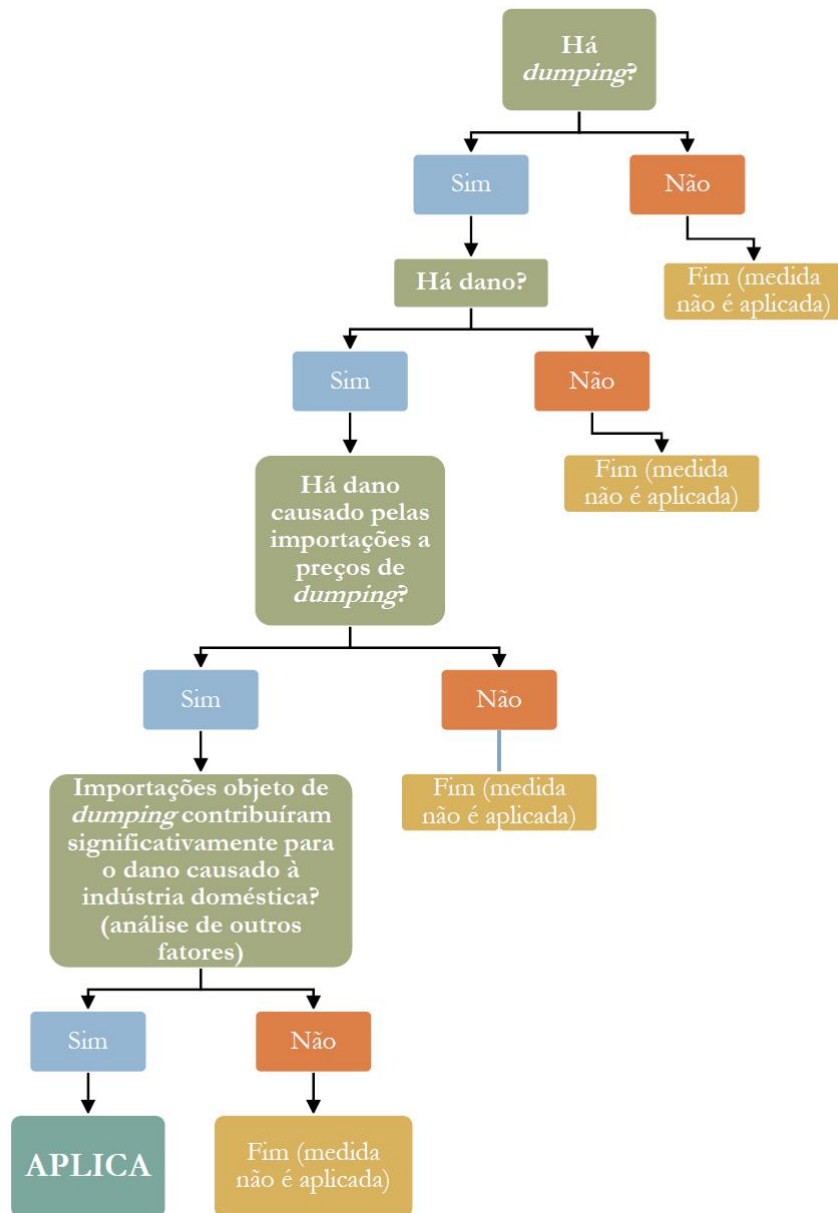 Há
dumping?
Sim
Não
Há dano?
Fim (medida
não é aplicada)
Sim
Não
Há dano
causado pelas
importações a
preços de
dumping?
Fim (medida
não é aplicada)
Sim
Não
Importações objeto de
dumping contribuíram
significativamente para
o dano causado à
indústria doméstica?
(análise de outros
fatores)
Fim (medida
não é aplicada)
Sim
Não
APLICA
Fim (medida
não é aplicada)